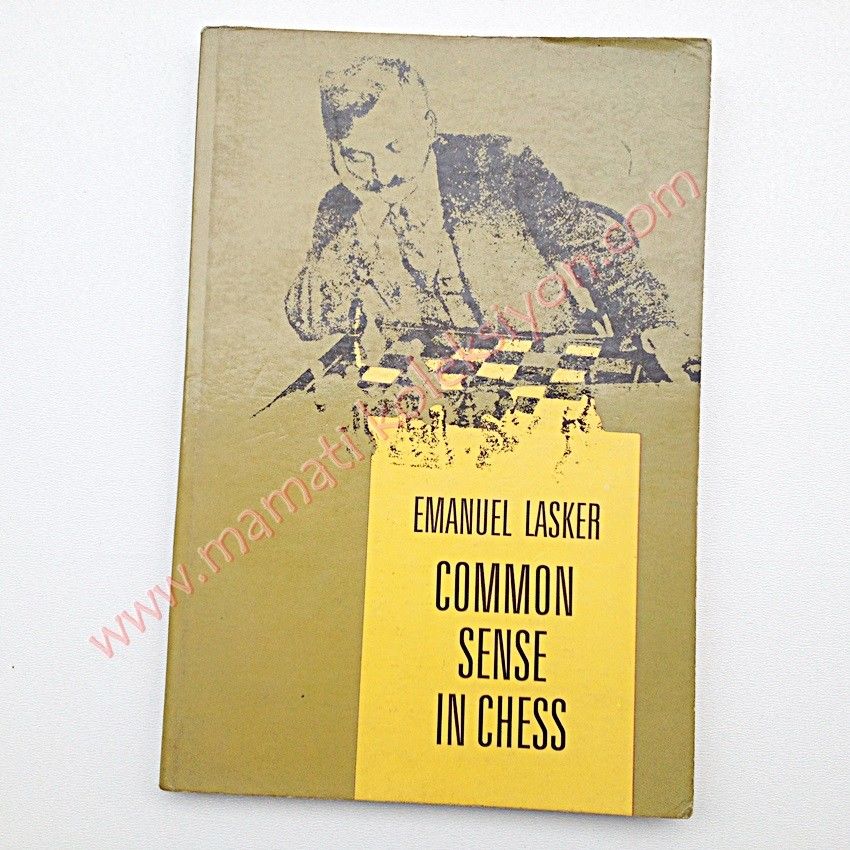 EMANUEL LASKER
COMMON
SENSE
IN CHESS
www.mamatikoleksiyon.com